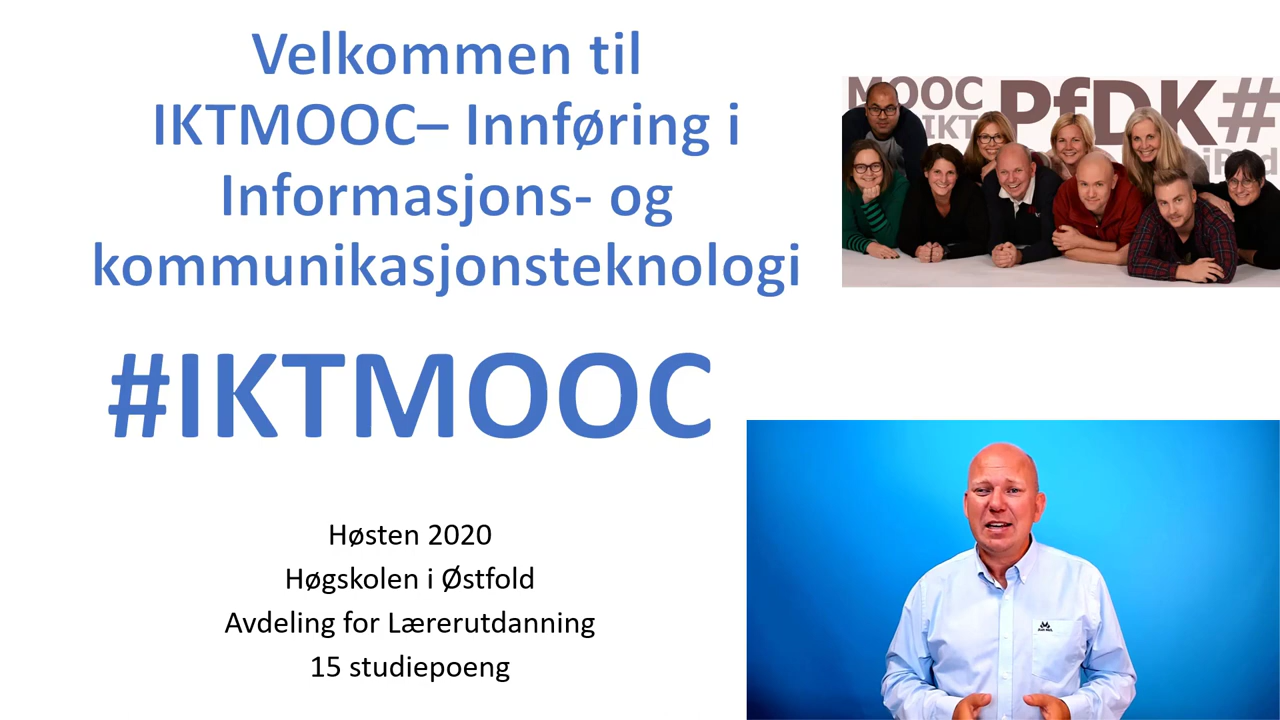 Velkommen til
IKTMOOC– Innføring i
Informasjons- og
kommunikasjonsteknologi
#IKTMOOC
Høsten 2020
Høgskolen i Østfold
Avdeling for Lærerutdanning
15 studiepoeng
MOOC
IKT
PfDK#